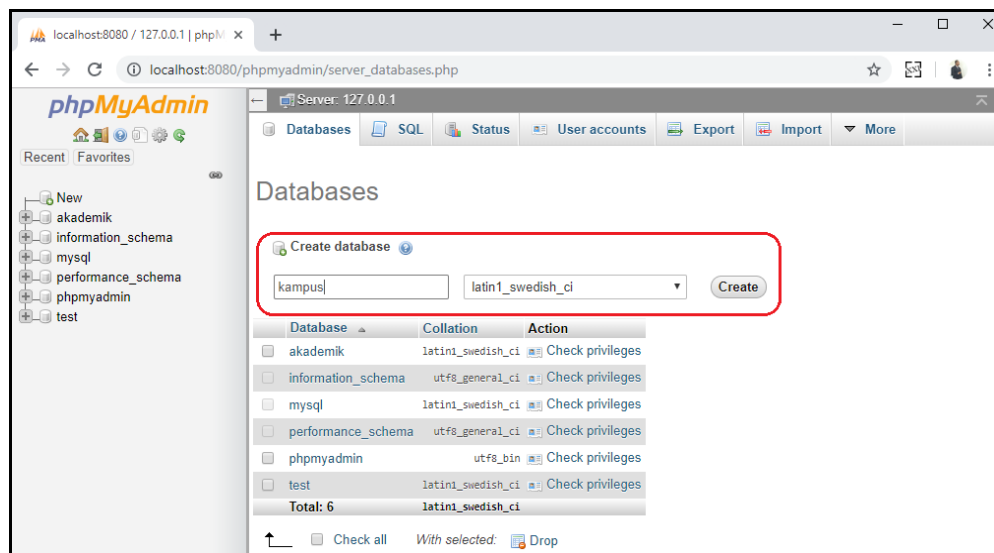 localhost:8080 / 127.0.0.1 | phpM
localhost:8080/phpmyadmin/server_databases.php
phpMyAdmin
Recent Favorites
New
akademik
information_schema
mysql
performance_schema
phpmyadmin
test
Server: 127.0.0.1
Databases SQL Status User accounts Export Import More
Databases
Create database
kampus latin1_swedish_ci Create
Database Collation Action
akademik latin1_swedish_ci Check privileges
information_schema utf8_general_ci Check privileges
mysql latin1_swedish_ci Check privileges
performance_schema utf8_general_ci Check privileges
phpmyadmin utf8_bin Check privileges
test latin1_swedish_ci Check privileges
Total: 6 latin1_swedish_ci
Check all With selected: Drop